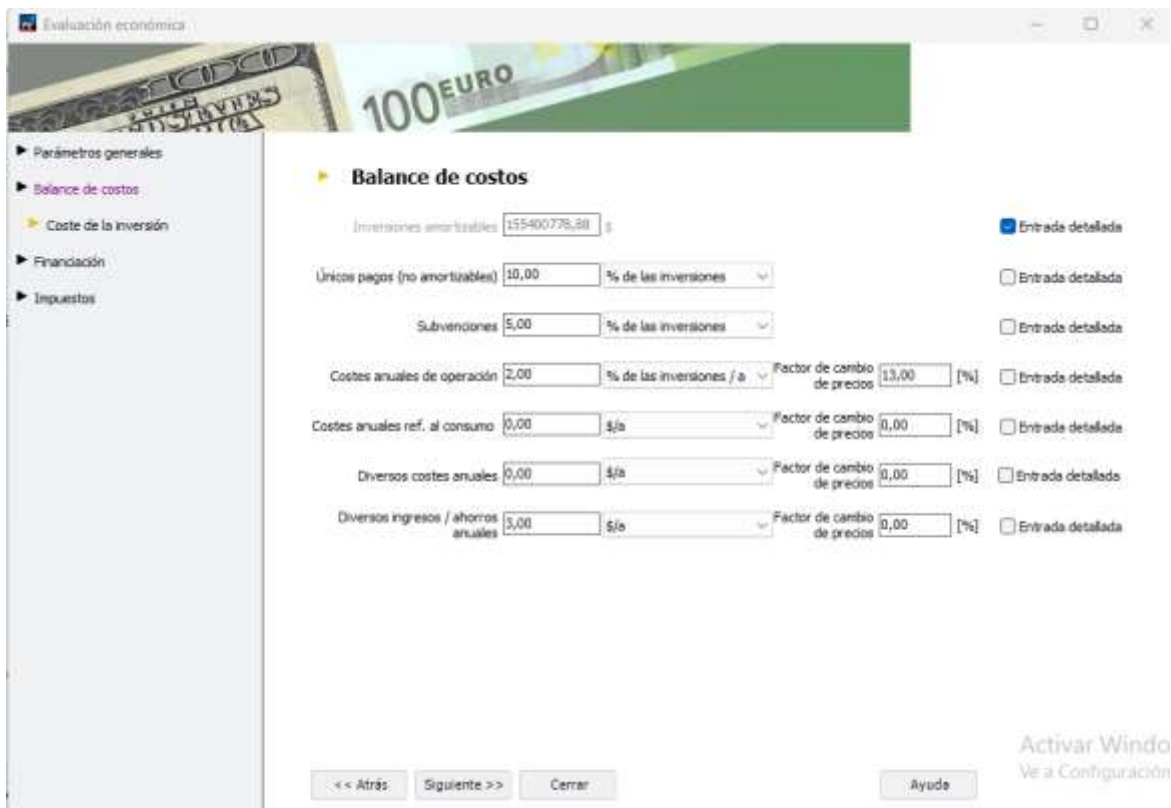 Evaluación económica
100 EURO
Parámetros generales
Balance de costos
Coste de la inversión
Financiación
Impuestos
Balance de costos
Inversiones amortizables 155400778,88 $ Entrada detallada
Únicos pagos (no amortizables) 10,00 % de las inversiones Entrada detallada
Subvenciones 5,00 % de las inversiones Entrada detallada
Costes anuales de operación 2,00 % de las inversiones / a Factor de cambio de precios 13,00 [%] Entrada detallada
Costes anuales ref. al consumo 0,00 $/a Factor de cambio de precios 0,00 [%] Entrada detallada
Diversos costes anuales 0,00 $/a Factor de cambio de precios 0,00 [%] Entrada detallada
Diversos ingresos / ahorros anuales 3,00 $/a Factor de cambio de precios 0,00 [%] Entrada detallada
Activar Windo
Ve a Configuración
<< Atrás Siguiente >> Cerrar Ayuda